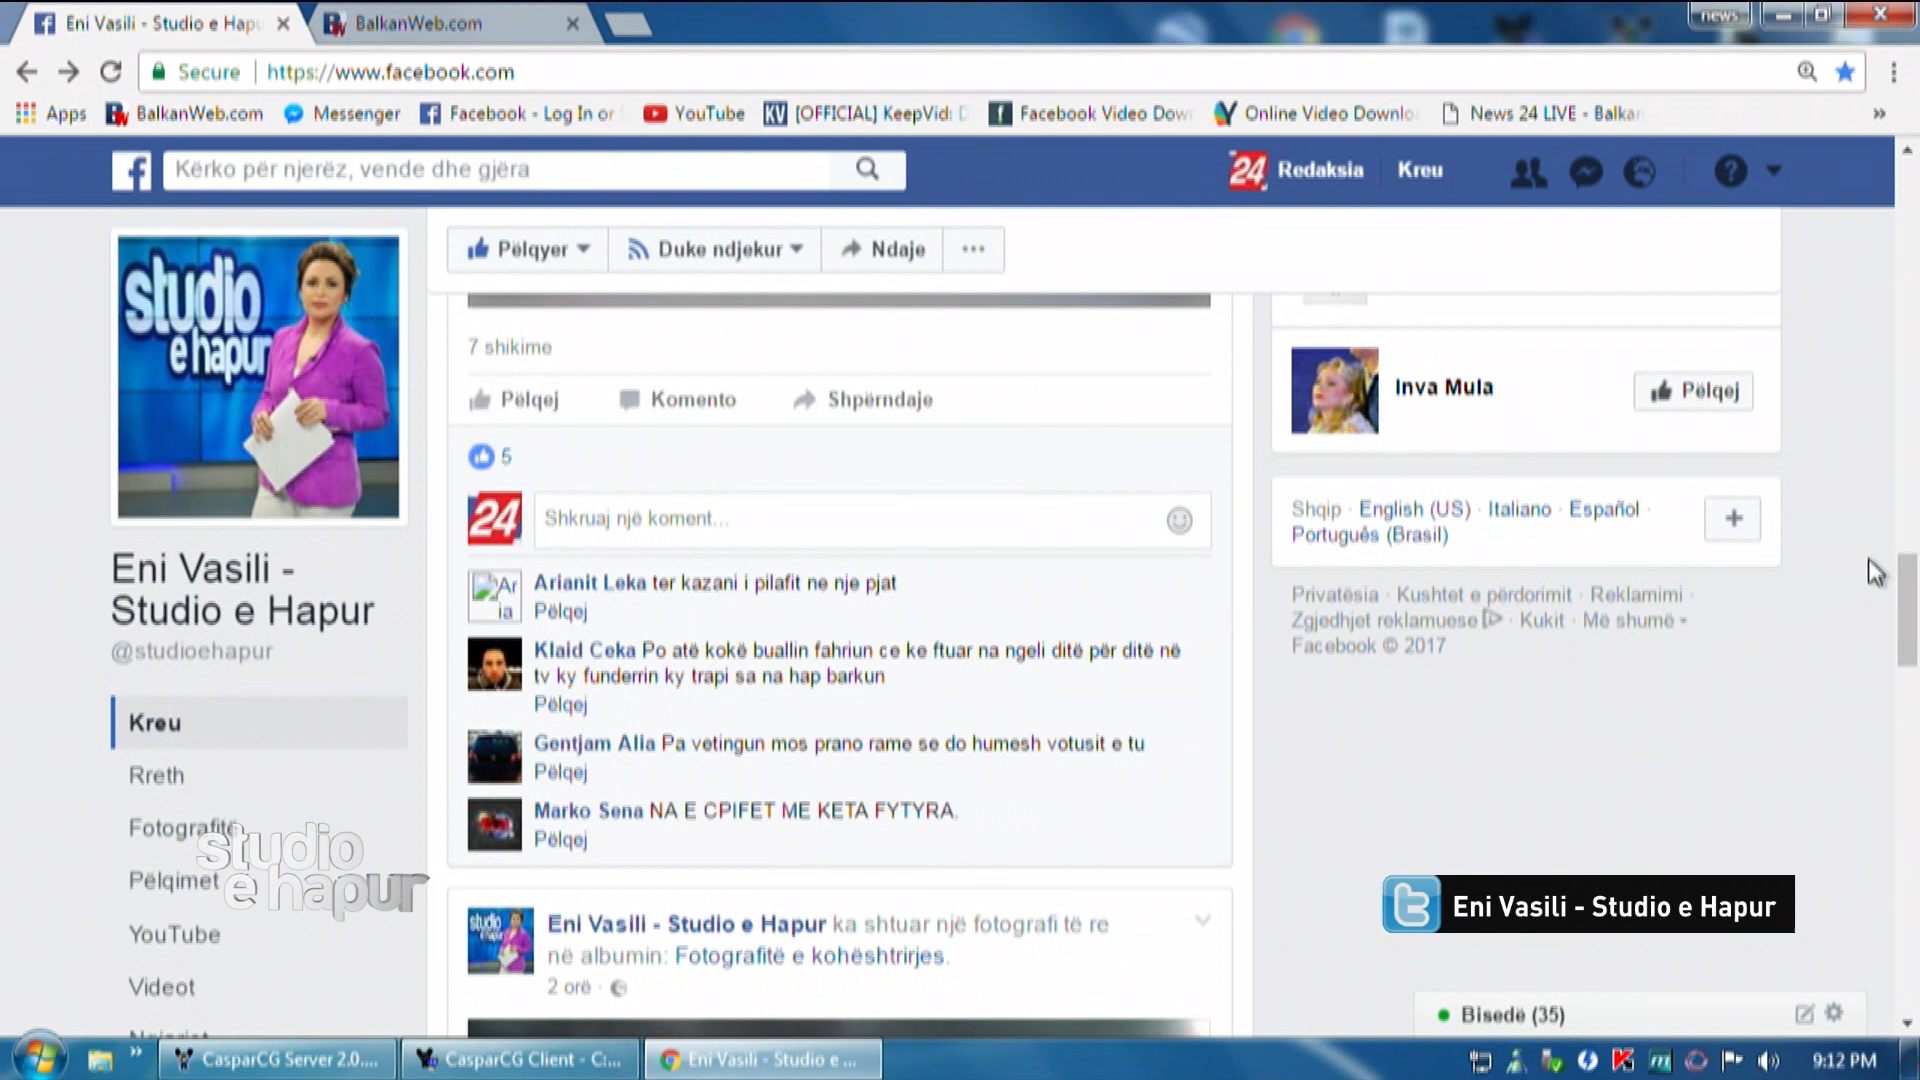 Eni Vasili - Studio e Hapu
BalkanWeb.com
news
Secure
https://www.facebook.com
Apps
BalkanWeb.com
Messenger
Facebook - Log In or
YouTube
[OFFICIAL] KeepVid: D
Facebook Video Dow
Online Video Downlo
News 24 LIVE - Balka
»
Kërko për njerëz, vende dhe gjëra
24 Redaksia
Kreu
studio
e hapur
Pëlqyer
Duke ndjekur
Ndaje
7 shikime
Pëlqej
Komento
Shpërndaje
5
24
Shkruaj një koment...
Arianit Leka ter kazani i pilafit ne nje pjat
Pëlqej
Klaid Ceka Po atë kokë buallin fahriun ce ke ftuar na ngeli ditë për ditë në
tv ky funderrin ky trapi sa na hap barkun
Pëlqej
Gentjam Alla Pa vetingun mos prano rame se do humesh votusit e tu
Pëlqej
Marko Sena NA E CPIFET ME KETA FYTYRA.
Pëlqej
Eni Vasili - Studio e Hapur ka shtuar një fotografi të re
në albumin: Fotografitë e kohështrirjes.
2 orë
Inva Mula
Pëlqej
Shqip · English (US) · Italiano · Español ·
Português (Brasil)
Privatësia · Kushtet e përdorimit · Reklamimi ·
Zgjedhjet reklamuese · Kukit · Më shumë
Facebook © 2017
Eni Vasili -
Studio e Hapur
@studioehapur
Kreu
Rreth
Fotografitë
Pëlqimet
YouTube
Videot
studio
e hapur
Eni Vasili - Studio e Hapur
Bisedë (35)
CasparCG Server 2.0....
CasparCG Client - C:...
Eni Vasili - Studio e ...
9:12 PM